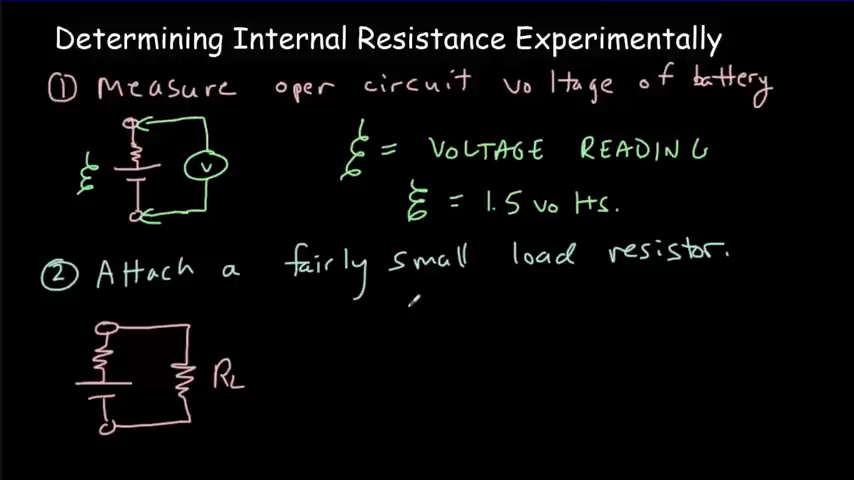 Determining Internal Resistance Experimentally
① Measure open circuit voltage of battery
ξ
V
ξ = VOLTAGE READING
ξ = 1.5 volts.
② Attach a fairly small load resistor.
RL